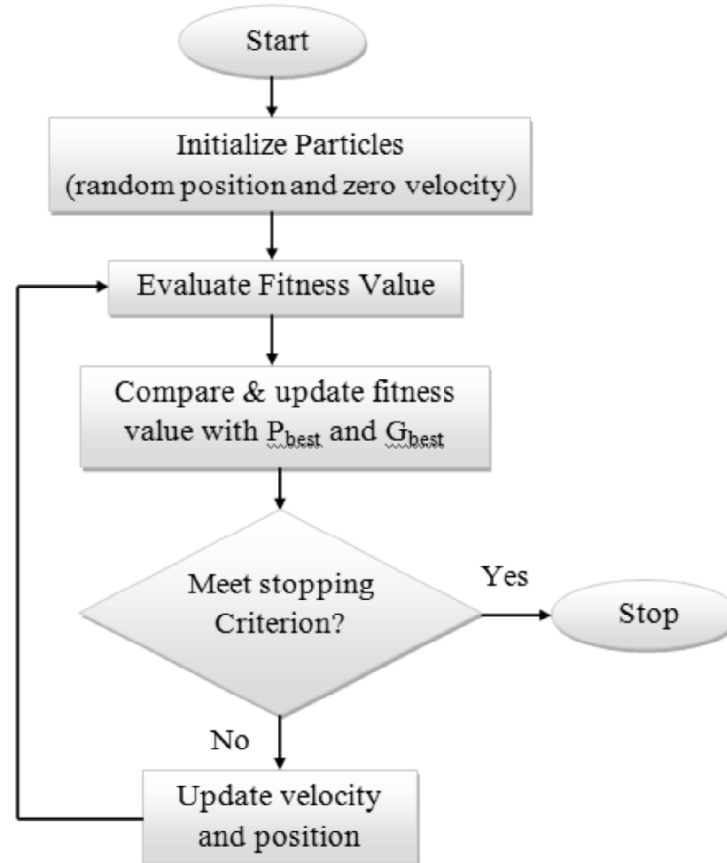 Start
Initialize Particles
(random position and zero velocity)
Evaluate Fitness Value
Compare & update fitness
value with Pbest and Gbest
Meet stopping
Criterion?
Yes
Stop
No
Update velocity
and position